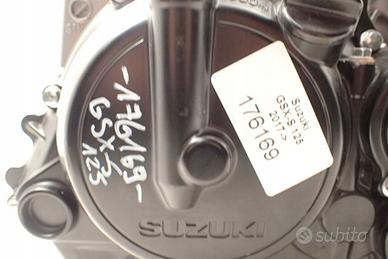 -176169-
GSX-S
125
Suzuki
GSX-S 125
2017->
176169
SUZUKI
subito